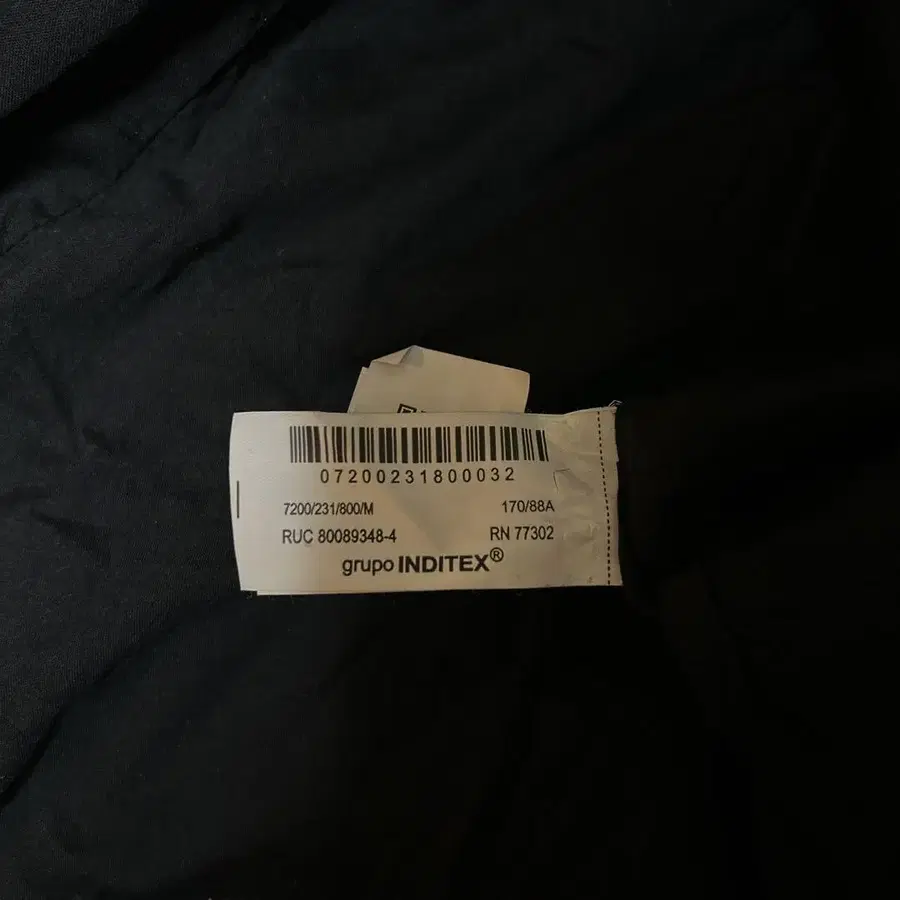 07200231800032
7200/231/800/M 170/88A
RUC 80089348-4 RN 77302
grupo INDITEX®